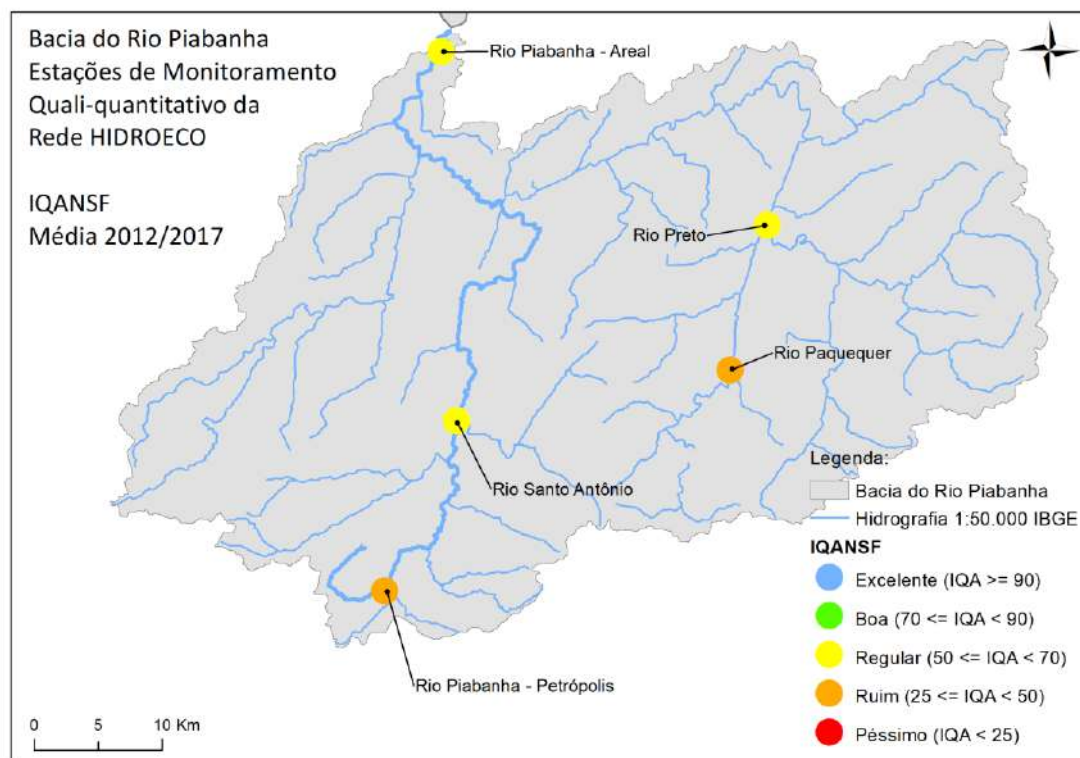 Bacia do Rio Piabanha
Estações de Monitoramento
Quali-quantitativo da
Rede HIDROECO
IQANSF
Média 2012/2017
Rio Piabanha - Areal
Rio Preto
Rio Paquequer
Rio Santo Antônio
Rio Piabanha - Petrópolis
Legenda:
Bacia do Rio Piabanha
Hidrografia 1:50.000 IBGE
IQANSF
Excelente (IQA >= 90)
Boa (70 <= IQA < 90)
Regular (50 <= IQA < 70)
Ruim (25 <= IQA < 50)
Péssimo (IQA < 25)
0 5 10 Km